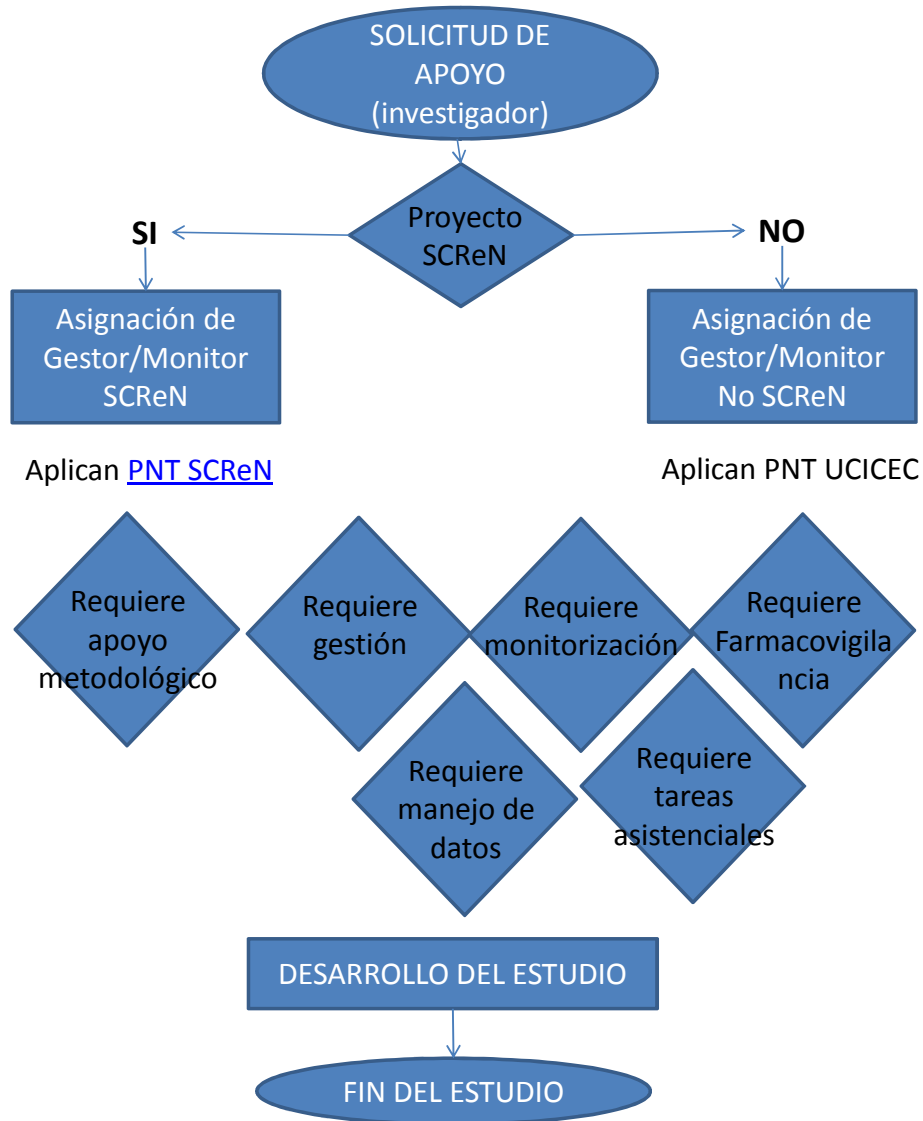 SOLICITUD DE
APOYO
(investigador)
Proyecto
SCReN
SI
NO
Asignación de
Gestor/Monitor
SCReN
Asignación de
Gestor/Monitor
No SCReN
Aplican PNT SCReN
Aplican PNT UCICEC
Requiere
apoyo
metodológico
Requiere
gestión
Requiere
monitorización
Requiere
Farmacovigila
ncia
Requiere
manejo de
datos
Requiere
tareas
asistenciales
DESARROLLO DEL ESTUDIO
FIN DEL ESTUDIO